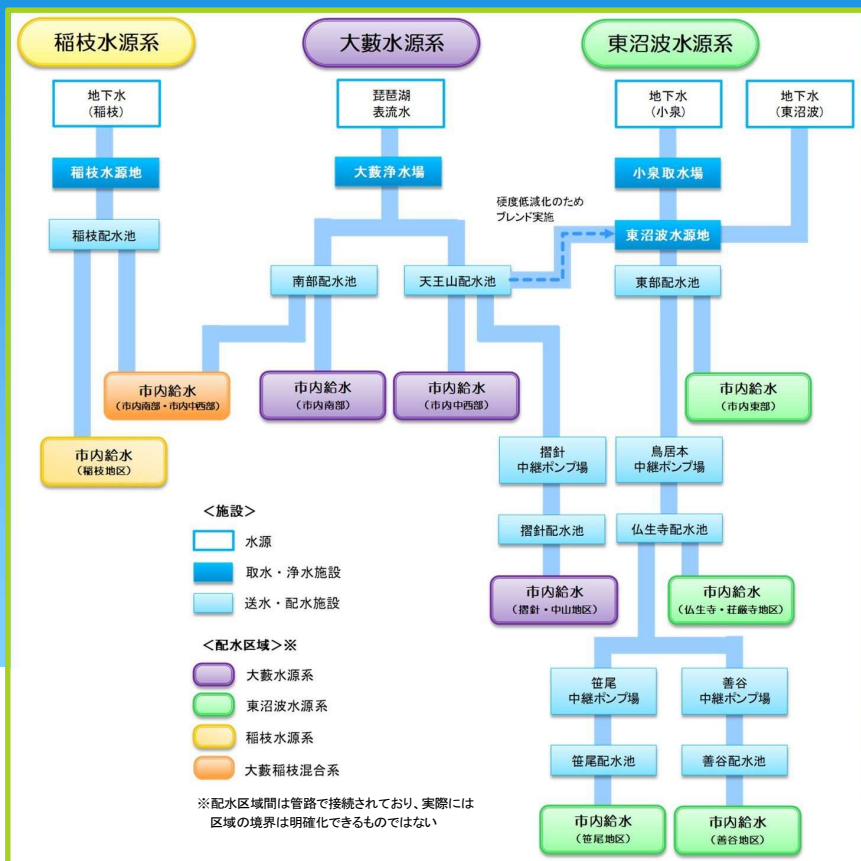 稲枝水源系
大藪水源系
東沼波水源系
地下水
(稲枝)
琵琶湖
表流水
地下水
(小泉)
地下水
(東沼波)
稲枝水源地
大藪浄水場
小泉取水場
硬度低減化のため
ブレンド実施
稲枝配水池
東沼波水源地
南部配水池
天王山配水池
東部配水池
市内給水
(市内南部・市内中西部)
市内給水
(市内南部)
市内給水
(市内中西部)
市内給水
(市内東部)
市内給水
(稲枝地区)
摺針
中継ポンプ場
鳥居本
中継ポンプ場
摺針配水池
仏生寺配水池
市内給水
(摺針・中山地区)
市内給水
(仏生寺・荘厳寺地区)
笹尾
中継ポンプ場
善谷
中継ポンプ場
笹尾配水池
善谷配水池
市内給水
(笹尾地区)
市内給水
(善谷地区)
<施設>
水源
取水・浄水施設
送水・配水施設
<配水区域>※
大藪水源系
東沼波水源系
稲枝水源系
大藪稲枝混合系
※配水区域間は管路で接続されており、実際には
区域の境界は明確化できるものではない